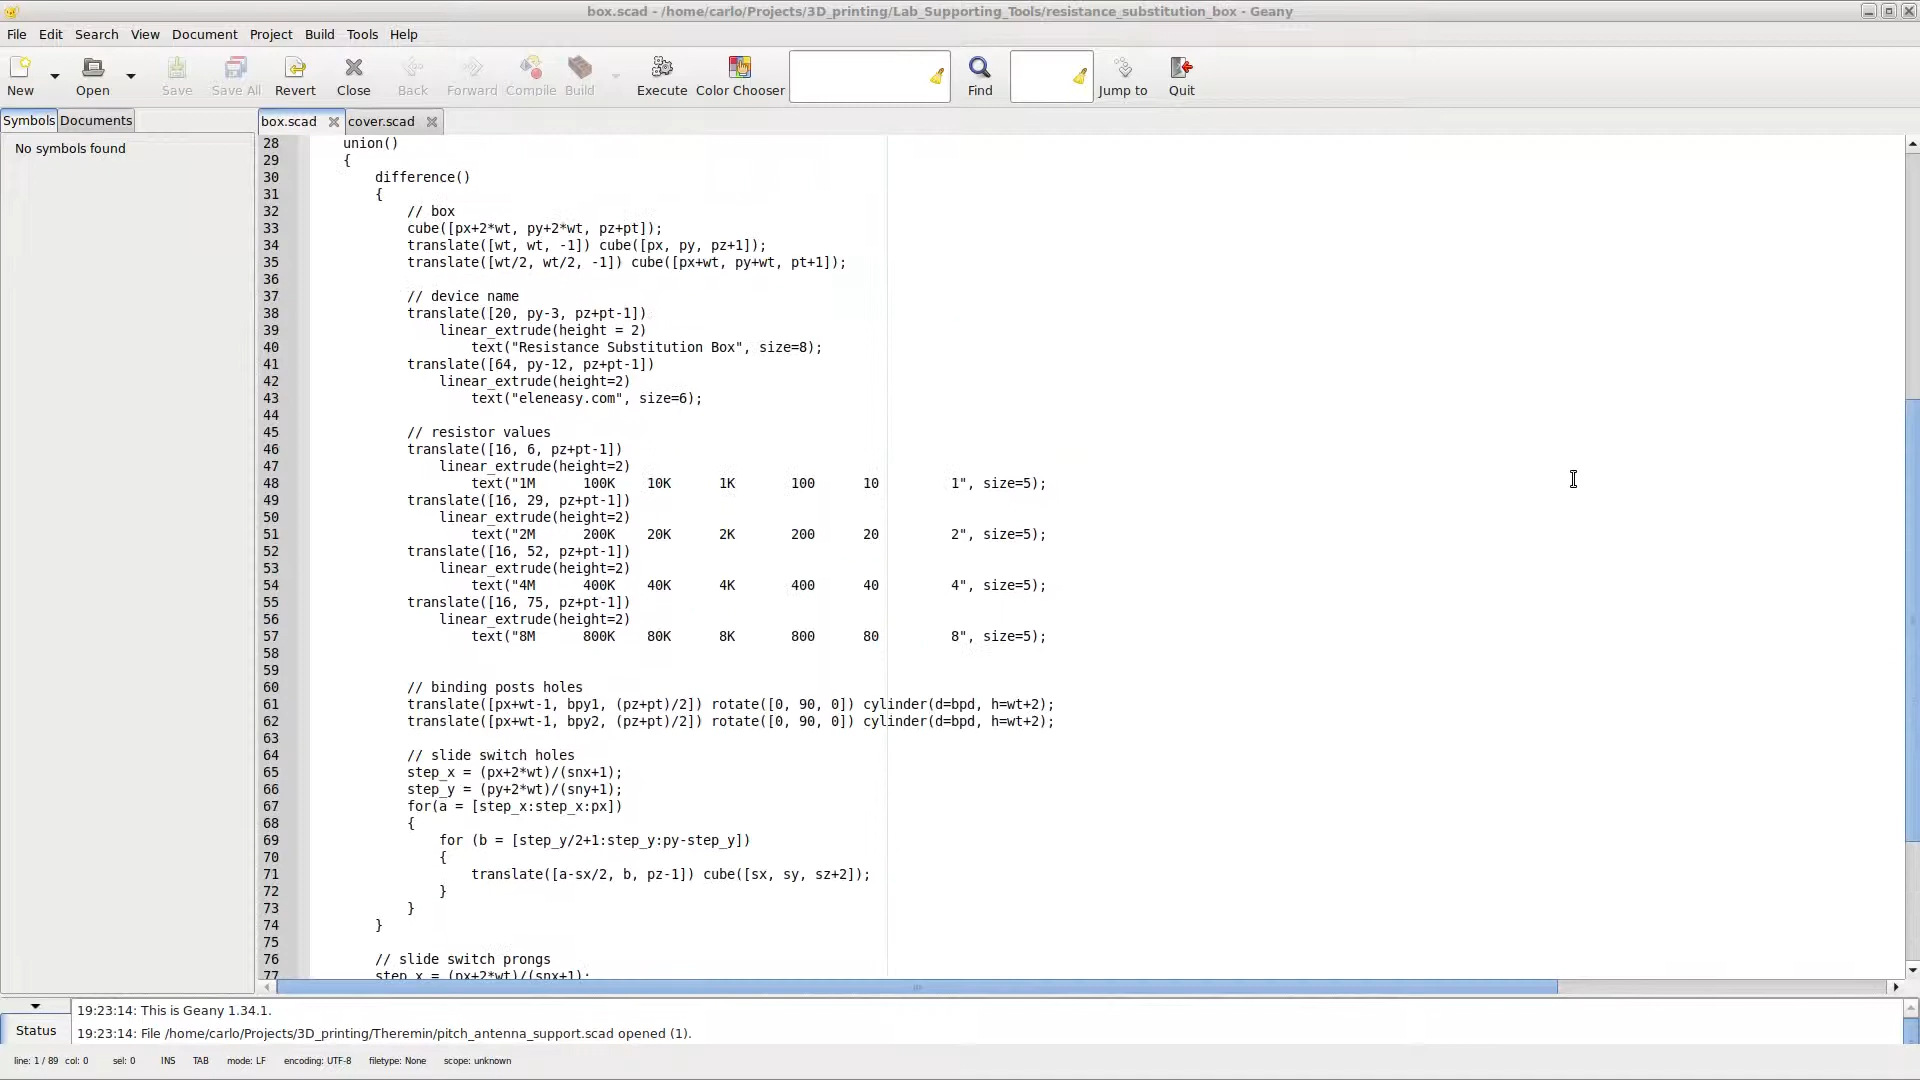 box.scad - /home/carlo/Projects/3D_printing/Lab_Supporting_Tools/resistance_substitution_box - Geany
File Edit Search View Document Project Build Tools Help
New Open Save Save All Revert Close Back Forward Compile Build Execute Color Chooser Find Jump to Quit
Symbols Documents
box.scad cover.scad
No symbols found
28 union()
29 {
30 difference()
31 {
32 // box
33 cube([px+2*wt, py+2*wt, pz+pt]);
34 translate([wt, wt, -1]) cube([px, py, pz+1]);
35 translate([wt/2, wt/2, -1]) cube([px+wt, py+wt, pt+1]);
36
37 // device name
38 translate([20, py-3, pz+pt-1])
39 linear_extrude(height = 2)
40 text("Resistance Substitution Box", size=8);
41 translate([64, py-12, pz+pt-1])
42 linear_extrude(height=2)
43 text("eleneasy.com", size=6);
44
45 // resistor values
46 translate([16, 6, pz+pt-1])
47 linear_extrude(height=2)
48 text("1M      100K    10K      1K       100      10         1", size=5);
49 translate([16, 29, pz+pt-1])
50 linear_extrude(height=2)
51 text("2M      200K    20K      2K       200      20         2", size=5);
52 translate([16, 52, pz+pt-1])
53 linear_extrude(height=2)
54 text("4M      400K    40K      4K       400      40         4", size=5);
55 translate([16, 75, pz+pt-1])
56 linear_extrude(height=2)
57 text("8M      800K    80K      8K       800      80         8", size=5);
58
59
60 // binding posts holes
61 translate([px+wt-1, bpy1, (pz+pt)/2]) rotate([0, 90, 0]) cylinder(d=bpd, h=wt+2);
62 translate([px+wt-1, bpy2, (pz+pt)/2]) rotate([0, 90, 0]) cylinder(d=bpd, h=wt+2);
63
64 // slide switch holes
65 step_x = (px+2*wt)/(snx+1);
66 step_y = (py+2*wt)/(sny+1);
67 for(a = [step_x:step_x:px])
68 {
69 for (b = [step_y/2+1:step_y:py-step_y])
70 {
71 translate([a-sx/2, b, pz-1]) cube([sx, sy, sz+2]);
72 }
73 }
74 }
75
76 // slide switch prongs
77 step_x = (px+2*wt)/(snx+1);
19:23:14: This is Geany 1.34.1.
Status
19:23:14: File /home/carlo/Projects/3D_printing/Theremin/pitch_antenna_support.scad opened (1).
line: 1 / 89 col: 0 sel: 0 INS TAB mode: LF encoding: UTF-8 filetype: None scope: unknown